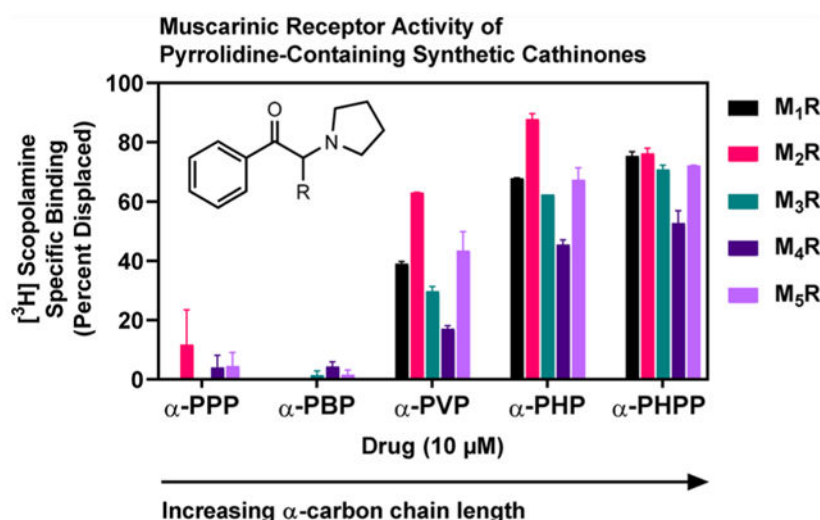 Muscarinic Receptor Activity of
Pyrrolidine-Containing Synthetic Cathinones
[³H] Scopolamine
Specific Binding
(Percent Displaced)
100
80
60
40
20
0
O
N
R
M₁R
M₂R
M₃R
M₄R
M₅R
α-PPP α-PBP α-PVP α-PHP α-PHPP
Drug (10 µM)
Increasing α-carbon chain length